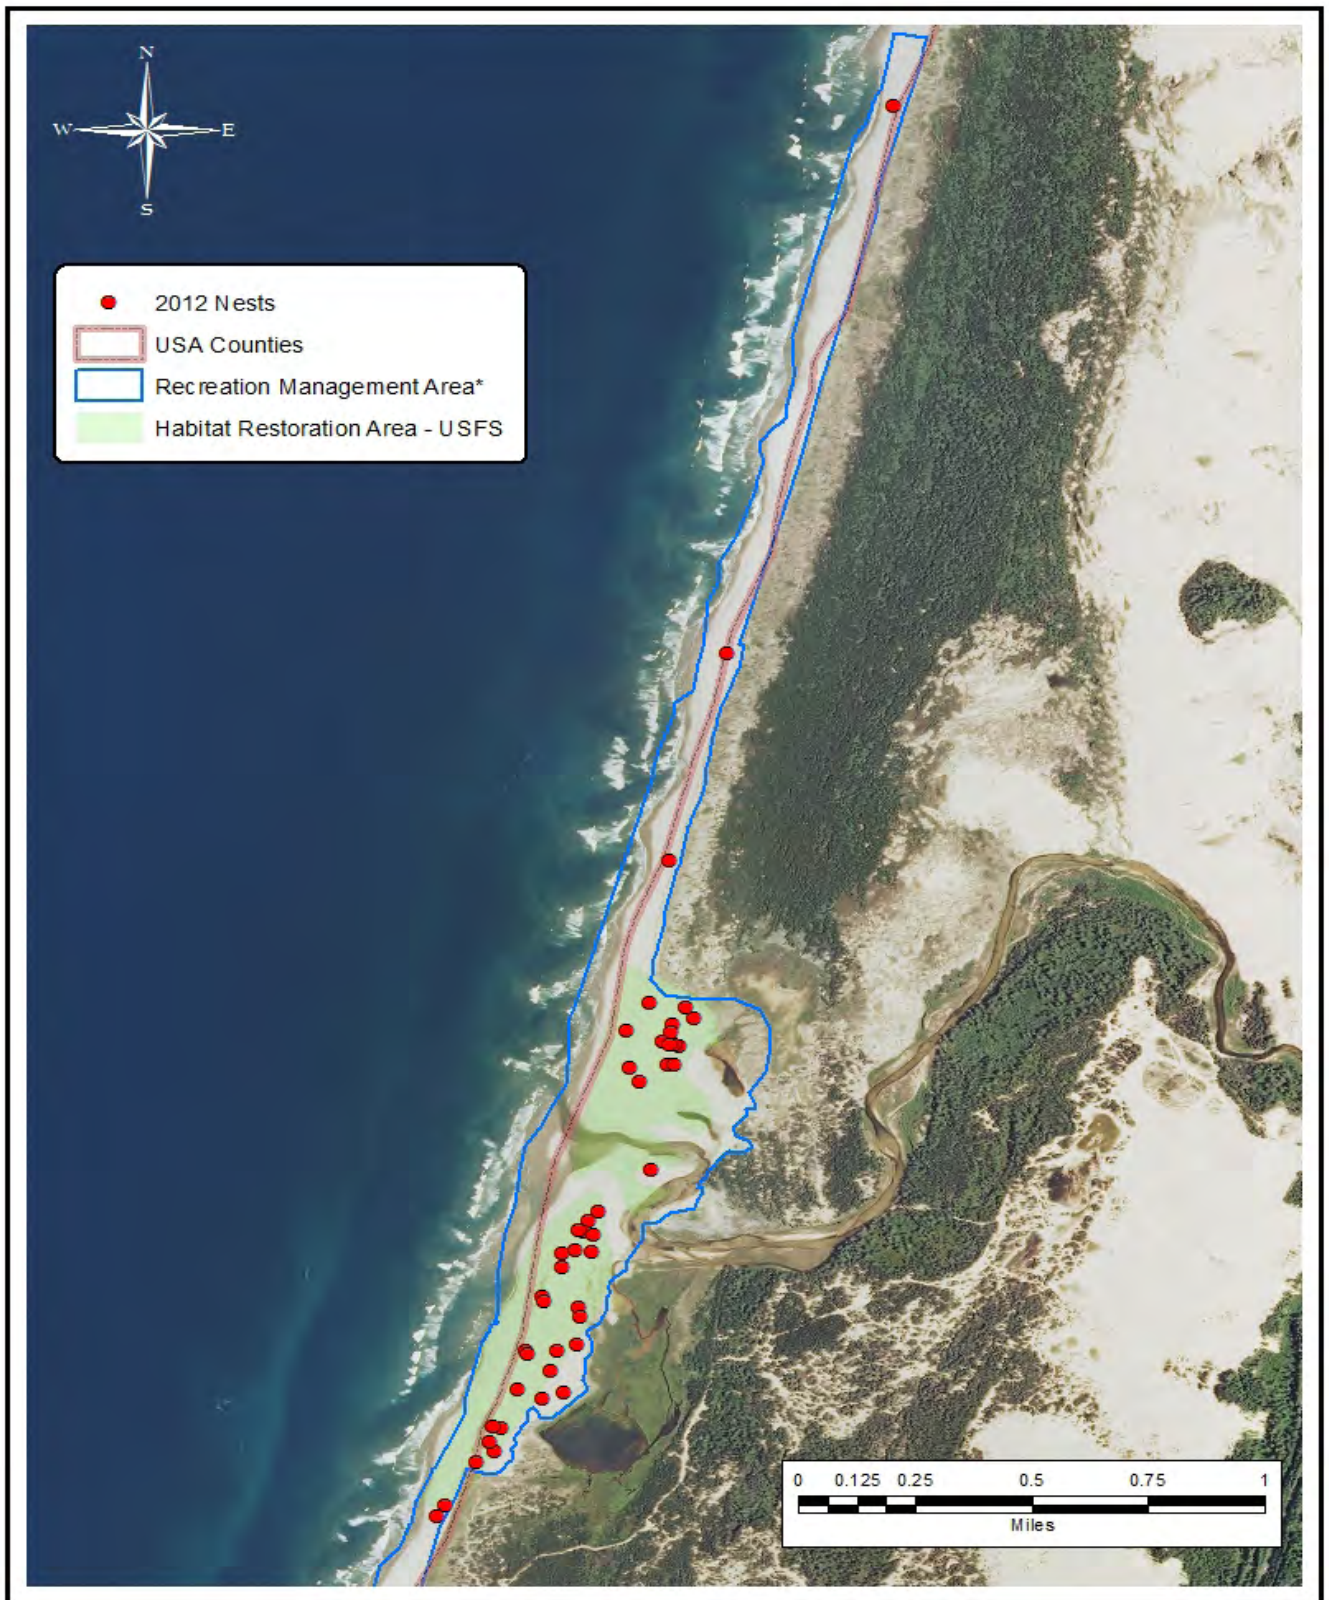 N
W E
S
2012 Nests
USA Counties
Recreation Management Area*
Habitat Restoration Area - USFS
0 0.125 0.25 0.5 0.75 1
Miles